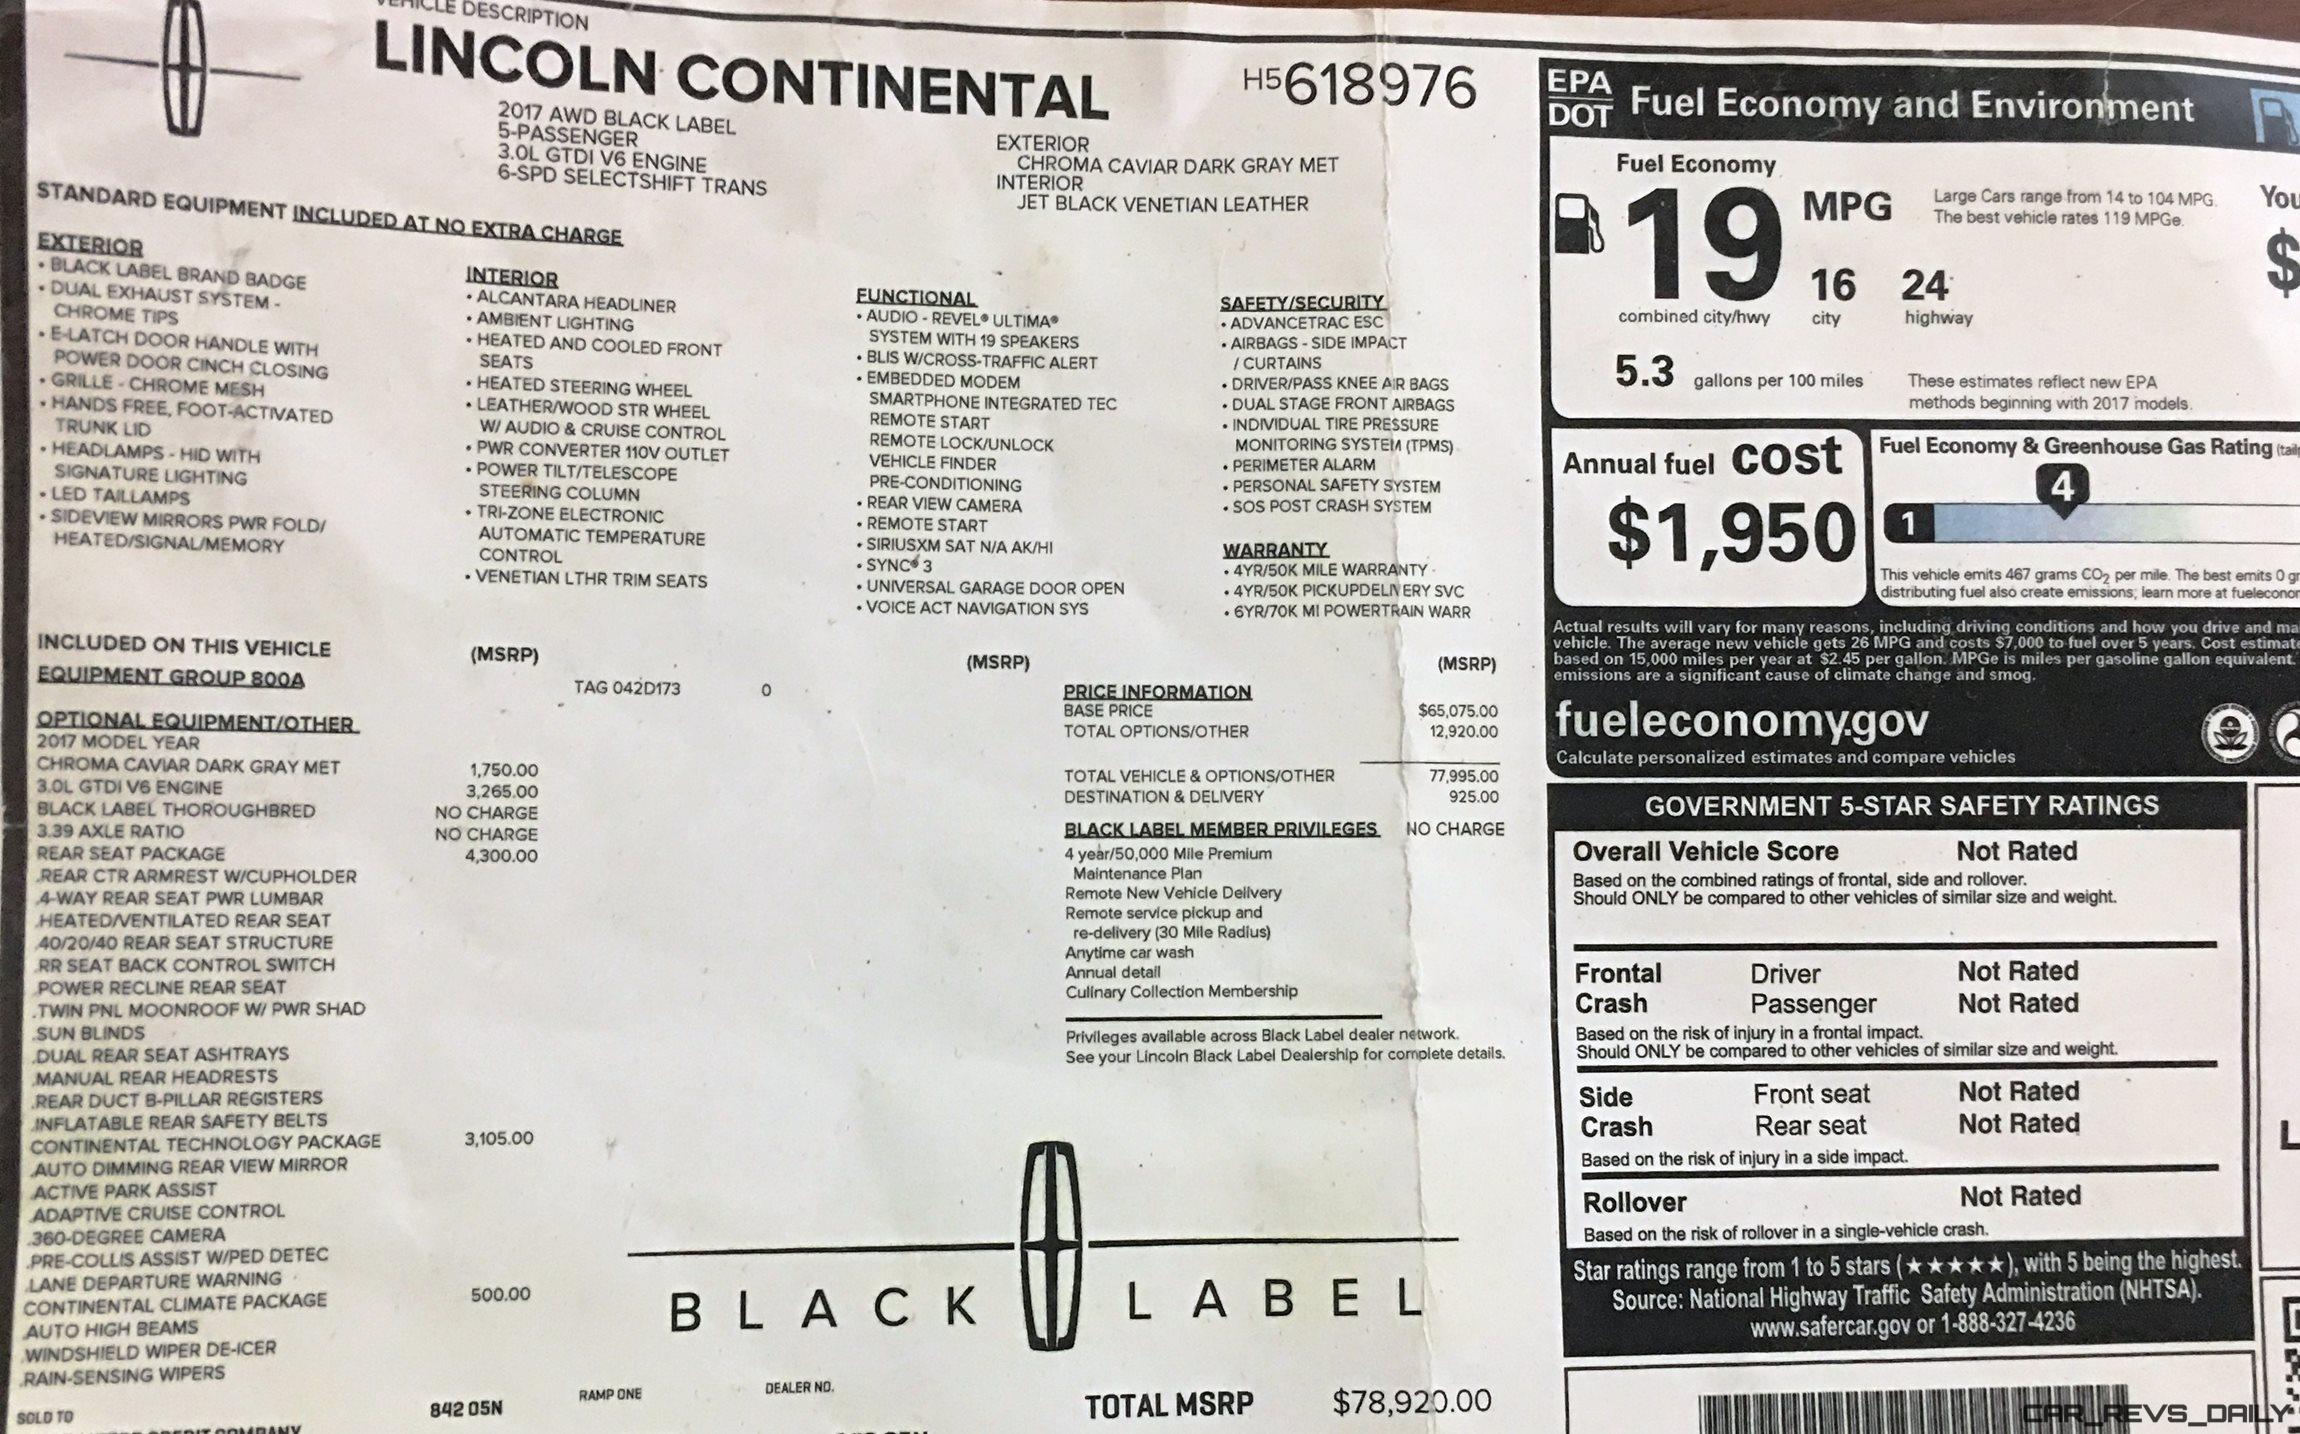 VEHICLE DESCRIPTION
LINCOLN CONTINENTAL
2017 AWD BLACK LABEL
5-PASSENGER
3.0L GTDI V6 ENGINE
6-SPD SELECTSHIFT TRANS
H5618976
EXTERIOR
CHROMA CAVIAR DARK GRAY MET
INTERIOR
JET BLACK VENETIAN LEATHER
STANDARD EQUIPMENT INCLUDED AT NO EXTRA CHARGE
EXTERIOR
• BLACK LABEL BRAND BADGE
• DUAL EXHAUST SYSTEM -
CHROME TIPS
• E-LATCH DOOR HANDLE WITH
POWER DOOR CINCH CLOSING
• GRILLE - CHROME MESH
• HANDS FREE, FOOT-ACTIVATED
TRUNK LID
• HEADLAMPS - HID WITH
SIGNATURE LIGHTING
• LED TAILLAMPS
• SIDEVIEW MIRRORS PWR FOLD/
HEATED/SIGNAL/MEMORY
INTERIOR
• ALCANTARA HEADLINER
• AMBIENT LIGHTING
• HEATED AND COOLED FRONT
SEATS
• HEATED STEERING WHEEL
• LEATHER/WOOD STR WHEEL
W/ AUDIO & CRUISE CONTROL
• PWR CONVERTER 110V OUTLET
• POWER TILT/TELESCOPE
STEERING COLUMN
• TRI-ZONE ELECTRONIC
AUTOMATIC TEMPERATURE
CONTROL
• VENETIAN LTHR TRIM SEATS
FUNCTIONAL
• AUDIO - REVEL® ULTIMA®
SYSTEM WITH 19 SPEAKERS
• BLIS W/CROSS-TRAFFIC ALERT
• EMBEDDED MODEM
SMARTPHONE INTEGRATED TEC
REMOTE START
REMOTE LOCK/UNLOCK
VEHICLE FINDER
PRE-CONDITIONING
• REAR VIEW CAMERA
• REMOTE START
• SIRIUSXM SAT N/A AK/HI
• SYNC® 3
• UNIVERSAL GARAGE DOOR OPEN
• VOICE ACT NAVIGATION SYS
SAFETY/SECURITY
• ADVANCETRAC ESC
• AIRBAGS - SIDE IMPACT
/ CURTAINS
• DRIVER/PASS KNEE AIR BAGS
• DUAL STAGE FRONT AIRBAGS
• INDIVIDUAL TIRE PRESSURE
MONITORING SYSTEM (TPMS)
• PERIMETER ALARM
• PERSONAL SAFETY SYSTEM
• SOS POST CRASH SYSTEM
WARRANTY
• 4YR/50K MILE WARRANTY
• 4YR/50K PICKUPDELIVERY SVC
• 6YR/70K MI POWERTRAIN WARR
INCLUDED ON THIS VEHICLE (MSRP)
EQUIPMENT GROUP 800A
OPTIONAL EQUIPMENT/OTHER
2017 MODEL YEAR
CHROMA CAVIAR DARK GRAY MET 1,750.00
3.0L GTDI V6 ENGINE 3,265.00
BLACK LABEL THOROUGHBRED NO CHARGE
3.39 AXLE RATIO NO CHARGE
REAR SEAT PACKAGE 4,300.00
.REAR CTR ARMREST W/CUPHOLDER
.4-WAY REAR SEAT PWR LUMBAR
.HEATED/VENTILATED REAR SEAT
.40/20/40 REAR SEAT STRUCTURE
.RR SEAT BACK CONTROL SWITCH
.POWER RECLINE REAR SEAT
.TWIN PNL MOONROOF W/ PWR SHAD
.SUN BLINDS
.DUAL REAR SEAT ASHTRAYS
.MANUAL REAR HEADRESTS
.REAR DUCT B-PILLAR REGISTERS
.INFLATABLE REAR SAFETY BELTS
CONTINENTAL TECHNOLOGY PACKAGE 3,105.00
.AUTO DIMMING REAR VIEW MIRROR
.ACTIVE PARK ASSIST
.ADAPTIVE CRUISE CONTROL
.360-DEGREE CAMERA
.PRE-COLLIS ASSIST W/PED DETEC
.LANE DEPARTURE WARNING
CONTINENTAL CLIMATE PACKAGE 500.00
.AUTO HIGH BEAMS
.WINDSHIELD WIPER DE-ICER
.RAIN-SENSING WIPERS
(MSRP)
TAG 042D173 0
(MSRP)
PRICE INFORMATION
BASE PRICE $65,075.00
TOTAL OPTIONS/OTHER 12,920.00
TOTAL VEHICLE & OPTIONS/OTHER 77,995.00
DESTINATION & DELIVERY 925.00
BLACK LABEL MEMBER PRIVILEGES NO CHARGE
4 year/50,000 Mile Premium
Maintenance Plan
Remote New Vehicle Delivery
Remote service pickup and
re-delivery (30 Mile Radius)
Anytime car wash
Annual detail
Culinary Collection Membership
Privileges available across Black Label dealer network.
See your Lincoln Black Label Dealership for complete details.
BLACK LABEL
TOTAL MSRP $78,920.00
SOLD TO
842 05N
RAMP ONE
DEALER NO.
EPA
DOT
Fuel Economy and Environment
Fuel Economy
19 MPG
combined city/hwy
16
city
24
highway
Large Cars range from 14 to 104 MPG.
The best vehicle rates 119 MPGe.
You
$
5.3 gallons per 100 miles
These estimates reflect new EPA
methods beginning with 2017 models.
Annual fuel cost
$1,950
Fuel Economy & Greenhouse Gas Rating
4
1
This vehicle emits 467 grams CO2 per mile. The best emits 0
distributing fuel also create emissions; learn more at
Actual results will vary for many reasons, including driving conditions and how you drive and
vehicle. The average new vehicle gets 26 MPG and costs $7,000 to fuel over 5 years. Cost
based on 15,000 miles per year at $2.45 per gallon. MPGe is miles per gasoline gallon equivalent.
emissions are a significant cause of climate change and smog.
fueleconomy.gov
Calculate personalized estimates and compare vehicles
GOVERNMENT 5-STAR SAFETY RATINGS
Overall Vehicle Score Not Rated
Based on the combined ratings of frontal, side and rollover.
Should ONLY be compared to other vehicles of similar size and weight.
Frontal Driver Not Rated
Crash Passenger Not Rated
Based on the risk of injury in a frontal impact.
Should ONLY be compared to other vehicles of similar size and weight.
Side Front seat Not Rated
Crash Rear seat Not Rated
Based on the risk of injury in a side impact.
Rollover Not Rated
Based on the risk of rollover in a single-vehicle crash.
Star ratings range from 1 to 5 stars (★★★★★), with 5 being the highest.
Source: National Highway Traffic Safety Administration (NHTSA).
www.safercar.gov or 1-888-327-4236
CAR_REVS_DAILY